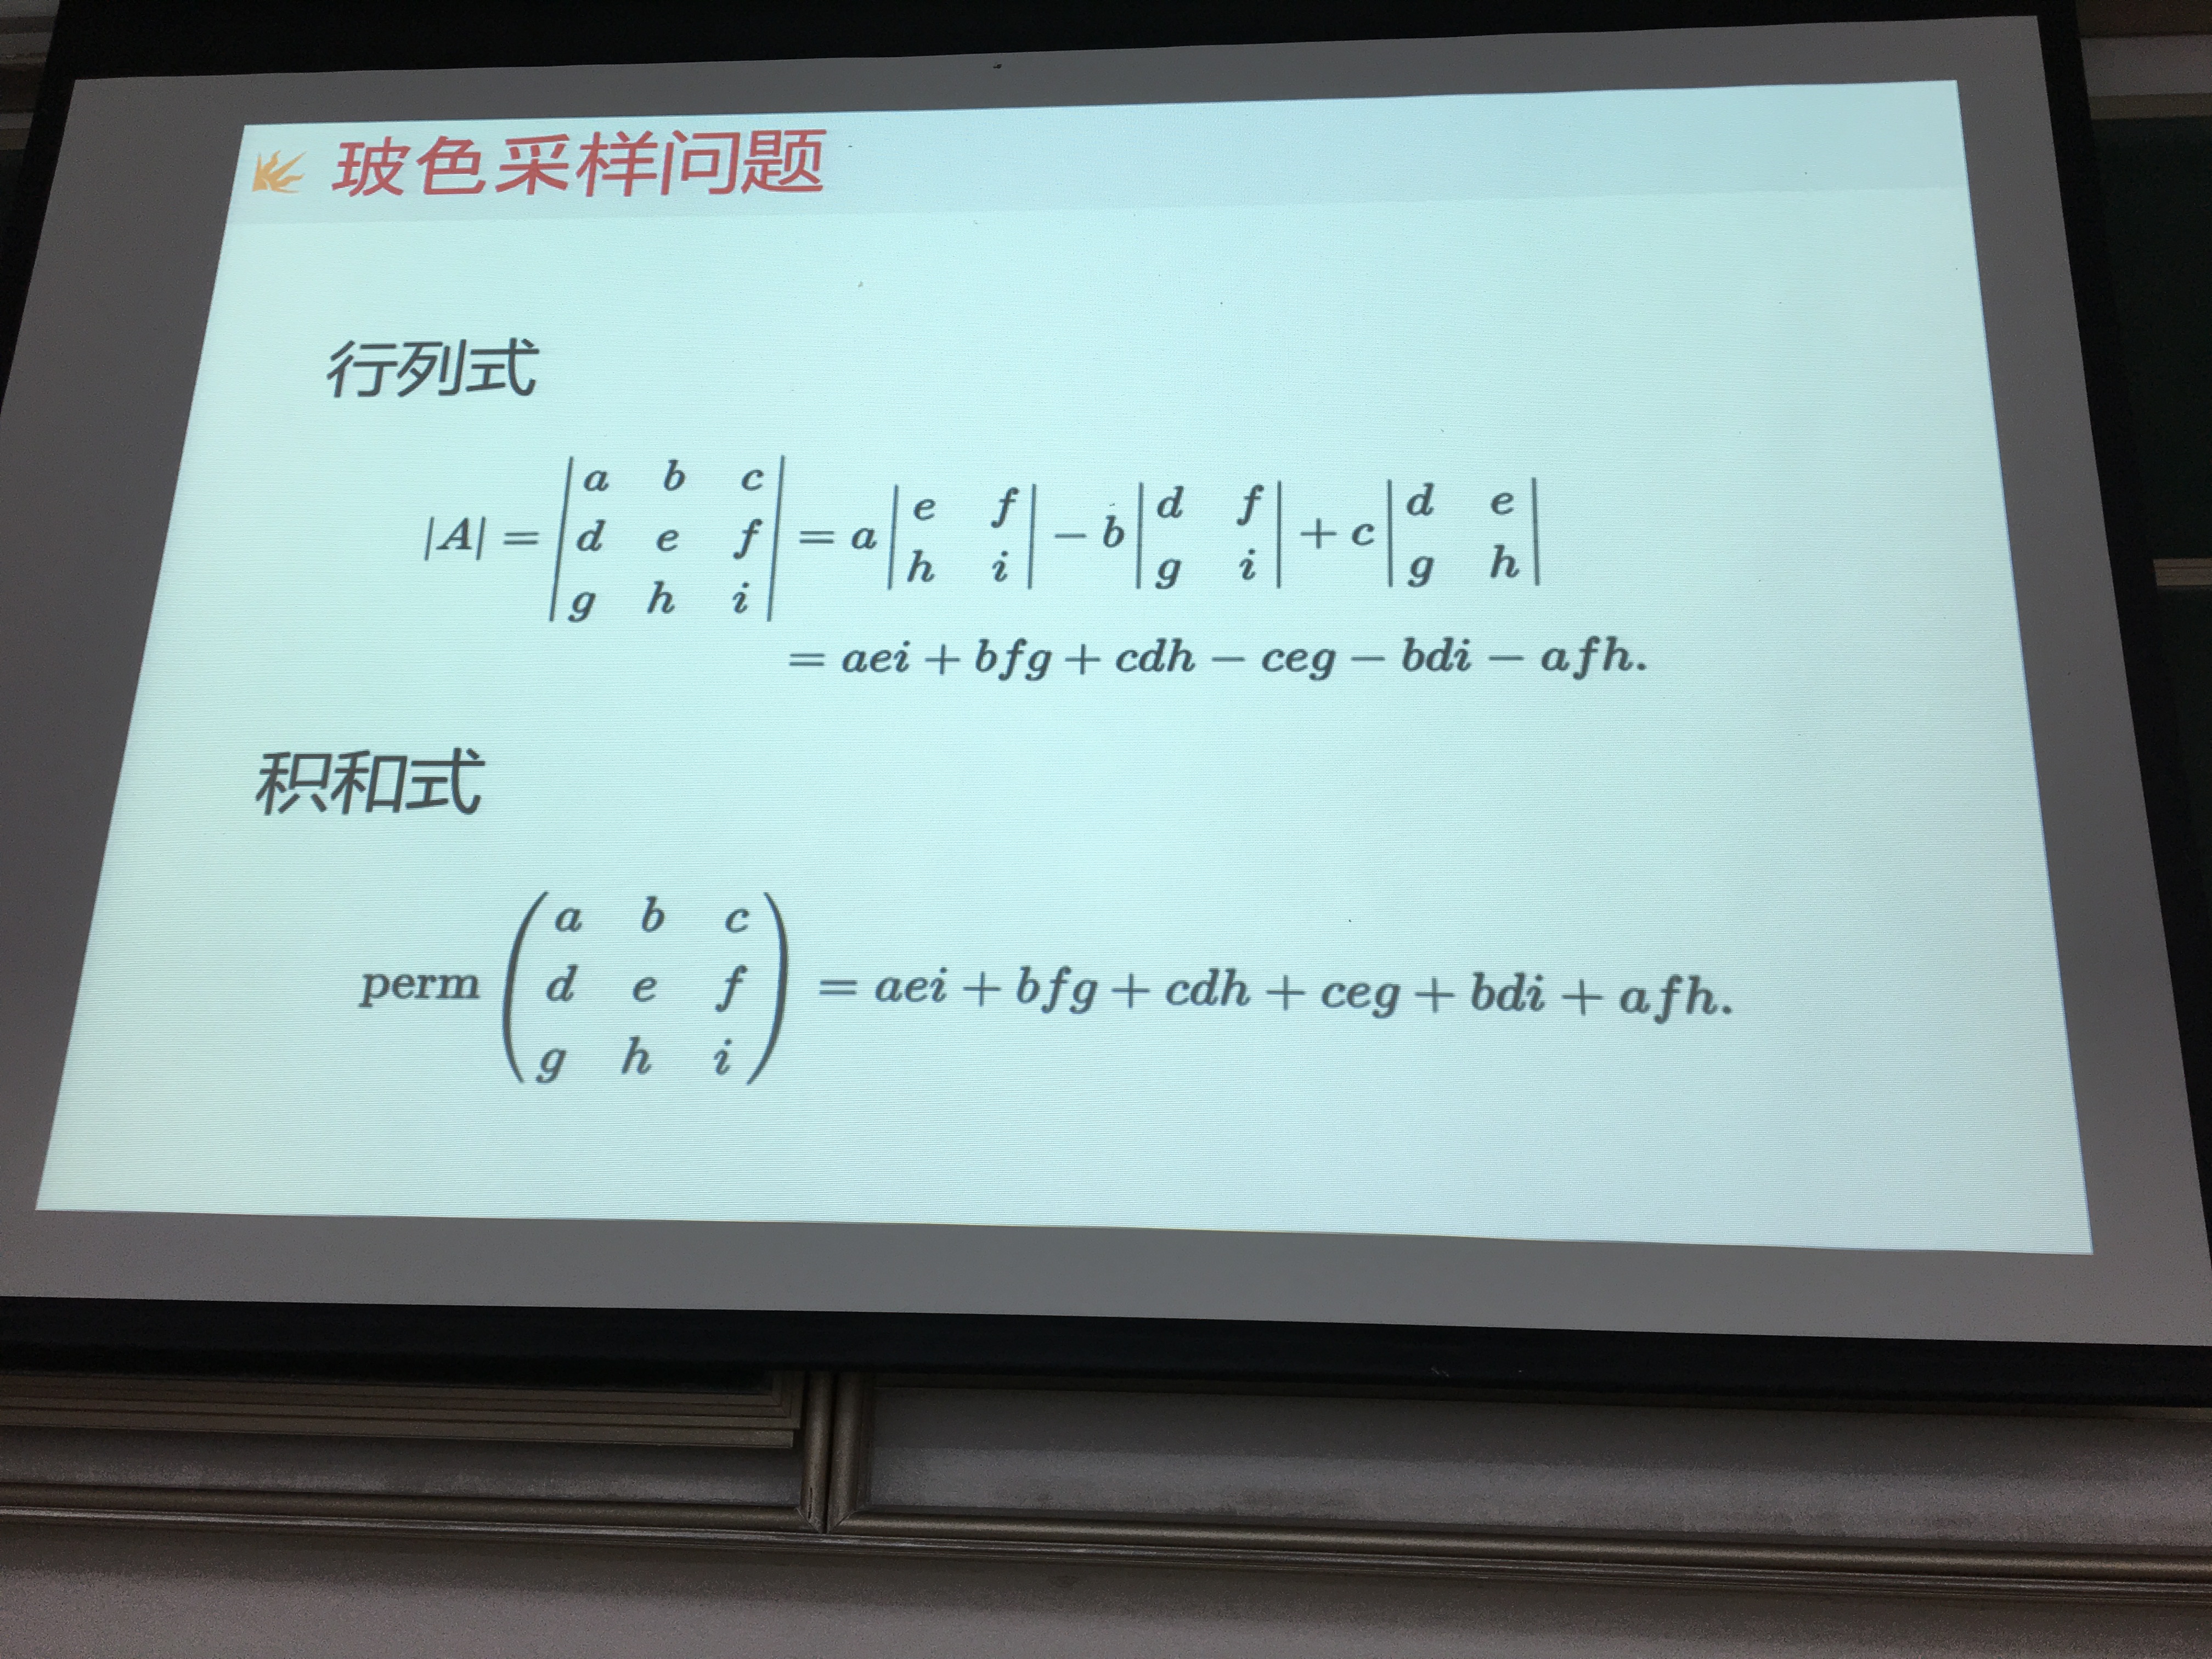 玻色采样问题
行列式
|A| = \begin{vmatrix} a & b & c \\ d & e & f \\ g & h & i \end{vmatrix} = a \begin{vmatrix} e & f \\ h & i \end{vmatrix} - b \begin{vmatrix} d & f \\ g & i \end{vmatrix} + c \begin{vmatrix} d & e \\ g & h \end{vmatrix}
= aei + bfg + cdh - ceg - bdi - afh.
积和式
perm \begin{pmatrix} a & b & c \\ d & e & f \\ g & h & i \end{pmatrix} = aei + bfg + cdh + ceg + bdi + afh.